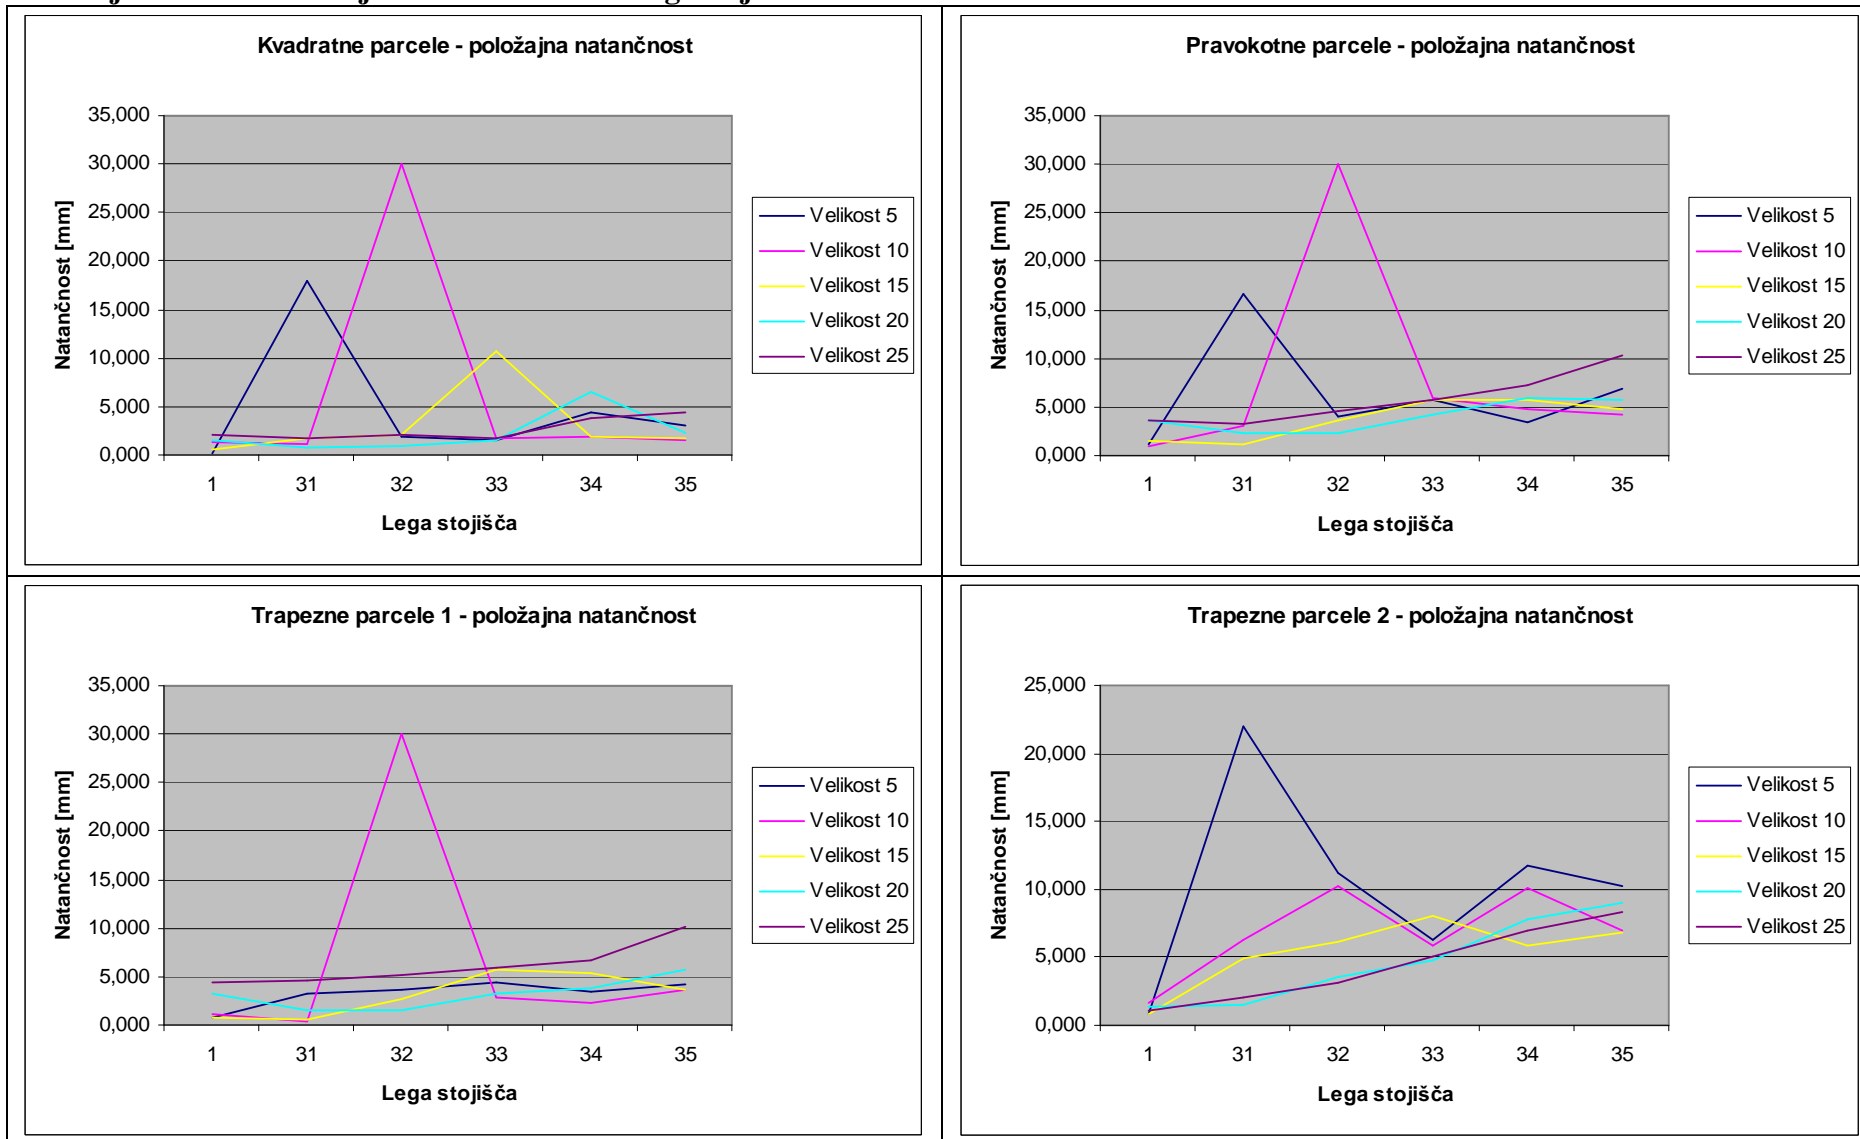 Kvadratne parcele - položajna natančnost
Natančnost [mm]
35,000
30,000
25,000
20,000
15,000
10,000
5,000
0,000
1 31 32 33 34 35
Lega stojišča
Velikost 5
Velikost 10
Velikost 15
Velikost 20
Velikost 25
Pravokotne parcele - položajna natančnost
Natančnost [mm]
35,000
30,000
25,000
20,000
15,000
10,000
5,000
0,000
1 31 32 33 34 35
Lega stojišča
Velikost 5
Velikost 10
Velikost 15
Velikost 20
Velikost 25
Trapezne parcele 1 - položajna natančnost
Natančnost [mm]
35,000
30,000
25,000
20,000
15,000
10,000
5,000
0,000
1 31 32 33 34 35
Lega stojišča
Velikost 5
Velikost 10
Velikost 15
Velikost 20
Velikost 25
Trapezne parcele 2 - položajna natančnost
Natančnost [mm]
25,000
20,000
15,000
10,000
5,000
0,000
1 31 32 33 34 35
Lega stojišča
Velikost 5
Velikost 10
Velikost 15
Velikost 20
Velikost 25